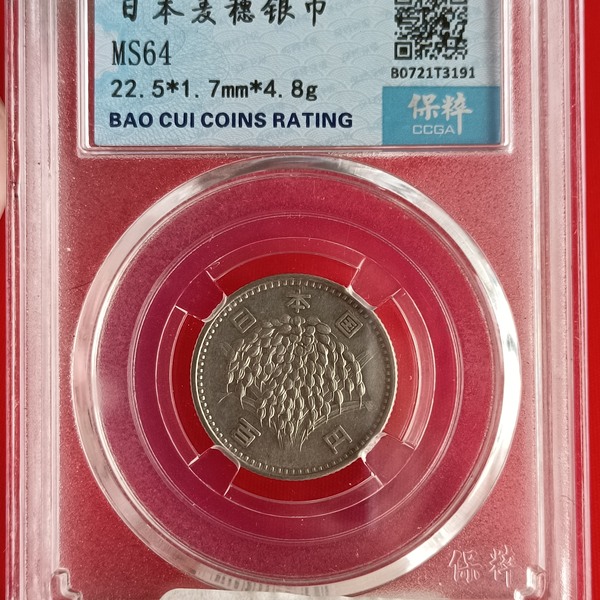 日本麦穗银币
MS64
22.5*1.7mm*4.8g
B0721T3191
BAO CUI COINS RATING
保粹
CCGA
日本国
百円
保粹